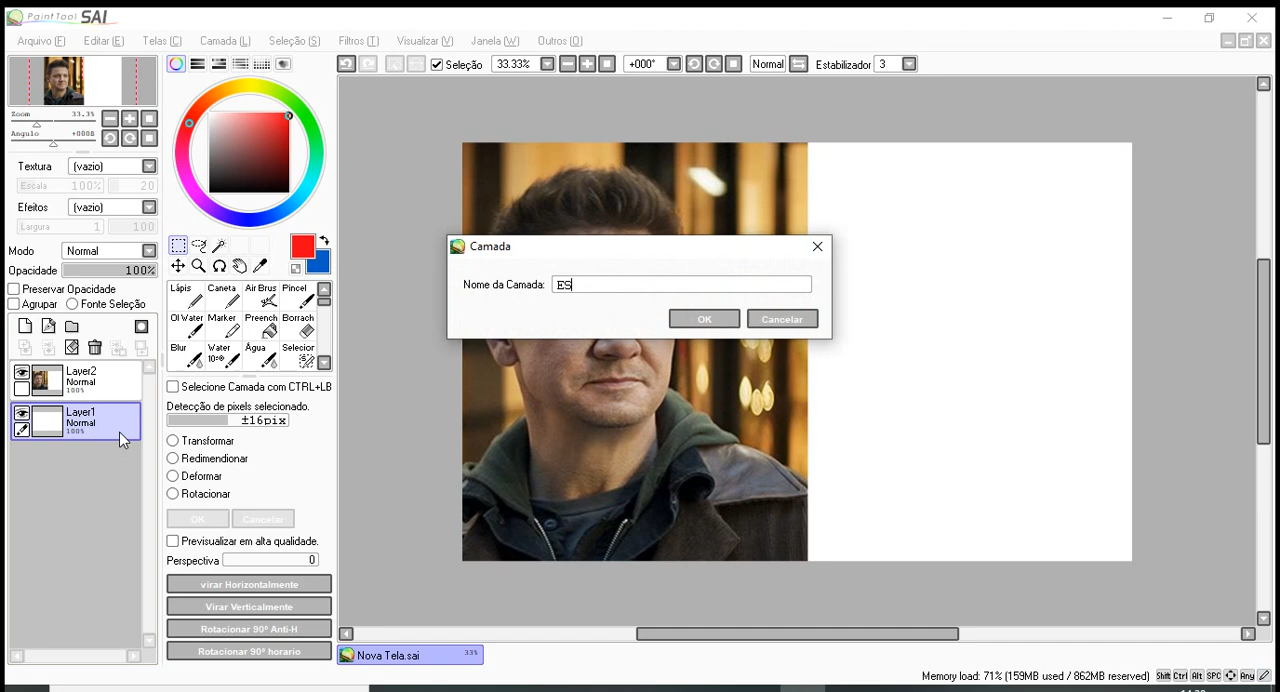 PaintTool SAI
Arquivo (F) Editar (E) Telas (C) Camada (L) Seleção (S) Filtros (T) Visualizar (V) Janela (W) Outros (O)
Seleção 33.33% +000° Normal Estabilizador 3
Zoom 33.3%
Angulo +000B
Textura (vazio)
Escala 100% 20
Efeitos (vazio)
Largura 1 100
Modo Normal
Opacidade 100%
Preservar Opacidade
Agrupar Fonte Seleção
Layer2
Normal
100%
Layer1
Normal
100%
Lápis Caneta Air Brus Pincel
Ol Water Marker Preench Borrach
Blur Water Água Selecior
10%
Selecione Camada com CTRL+LB
Detecção de pixels selecionado.
±16pix
Transformar
Redimendionar
Deformar
Rotacionar
OK Cancelar
Previsualizar em alta qualidade.
Perspectiva 0
virar Horizontalmente
Virar Verticalmente
Rotacionar 90º Anti-H
Rotacionar 90º horario
Camada
Nome da Camada: ES
OK Cancelar
Nova Tela.sai 33%
Memory load: 71% (159MB used / 862MB reserved) Shift Ctrl Alt SPC Any